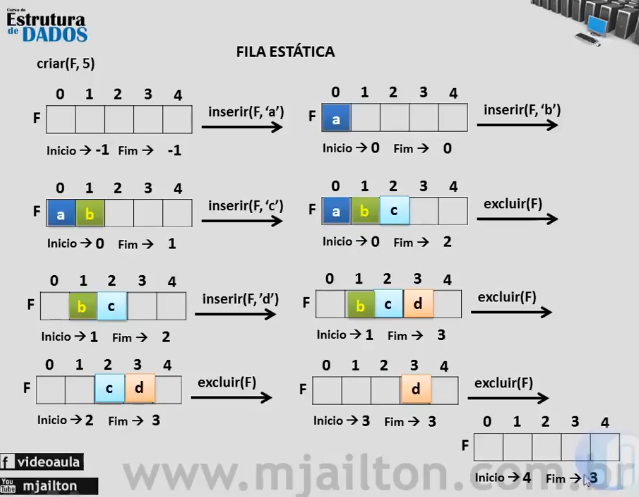 Curso de
Estrutura
de DADOS
FILA ESTÁTICA
criar(F, 5)
0 1 2 3 4
F
inserir(F, 'a')
Inicio → -1 Fim → -1
0 1 2 3 4
F a
inserir(F, 'b')
Inicio → 0 Fim → 0
0 1 2 3 4
F a b
inserir(F, 'c')
Inicio → 0 Fim → 1
0 1 2 3 4
F a b c
excluir(F)
Inicio → 0 Fim → 2
0 1 2 3 4
F b c
inserir(F, 'd')
Inicio → 1 Fim → 2
0 1 2 3 4
F b c d
excluir(F)
Inicio → 1 Fim → 3
0 1 2 3 4
F c d
excluir(F)
Inicio → 2 Fim → 3
0 1 2 3 4
F d
excluir(F)
Inicio → 3 Fim → 3
0 1 2 3 4
F
Inicio → 4 Fim → 3
f videoaula
You Tube mjailton
www.mjailton.com.br